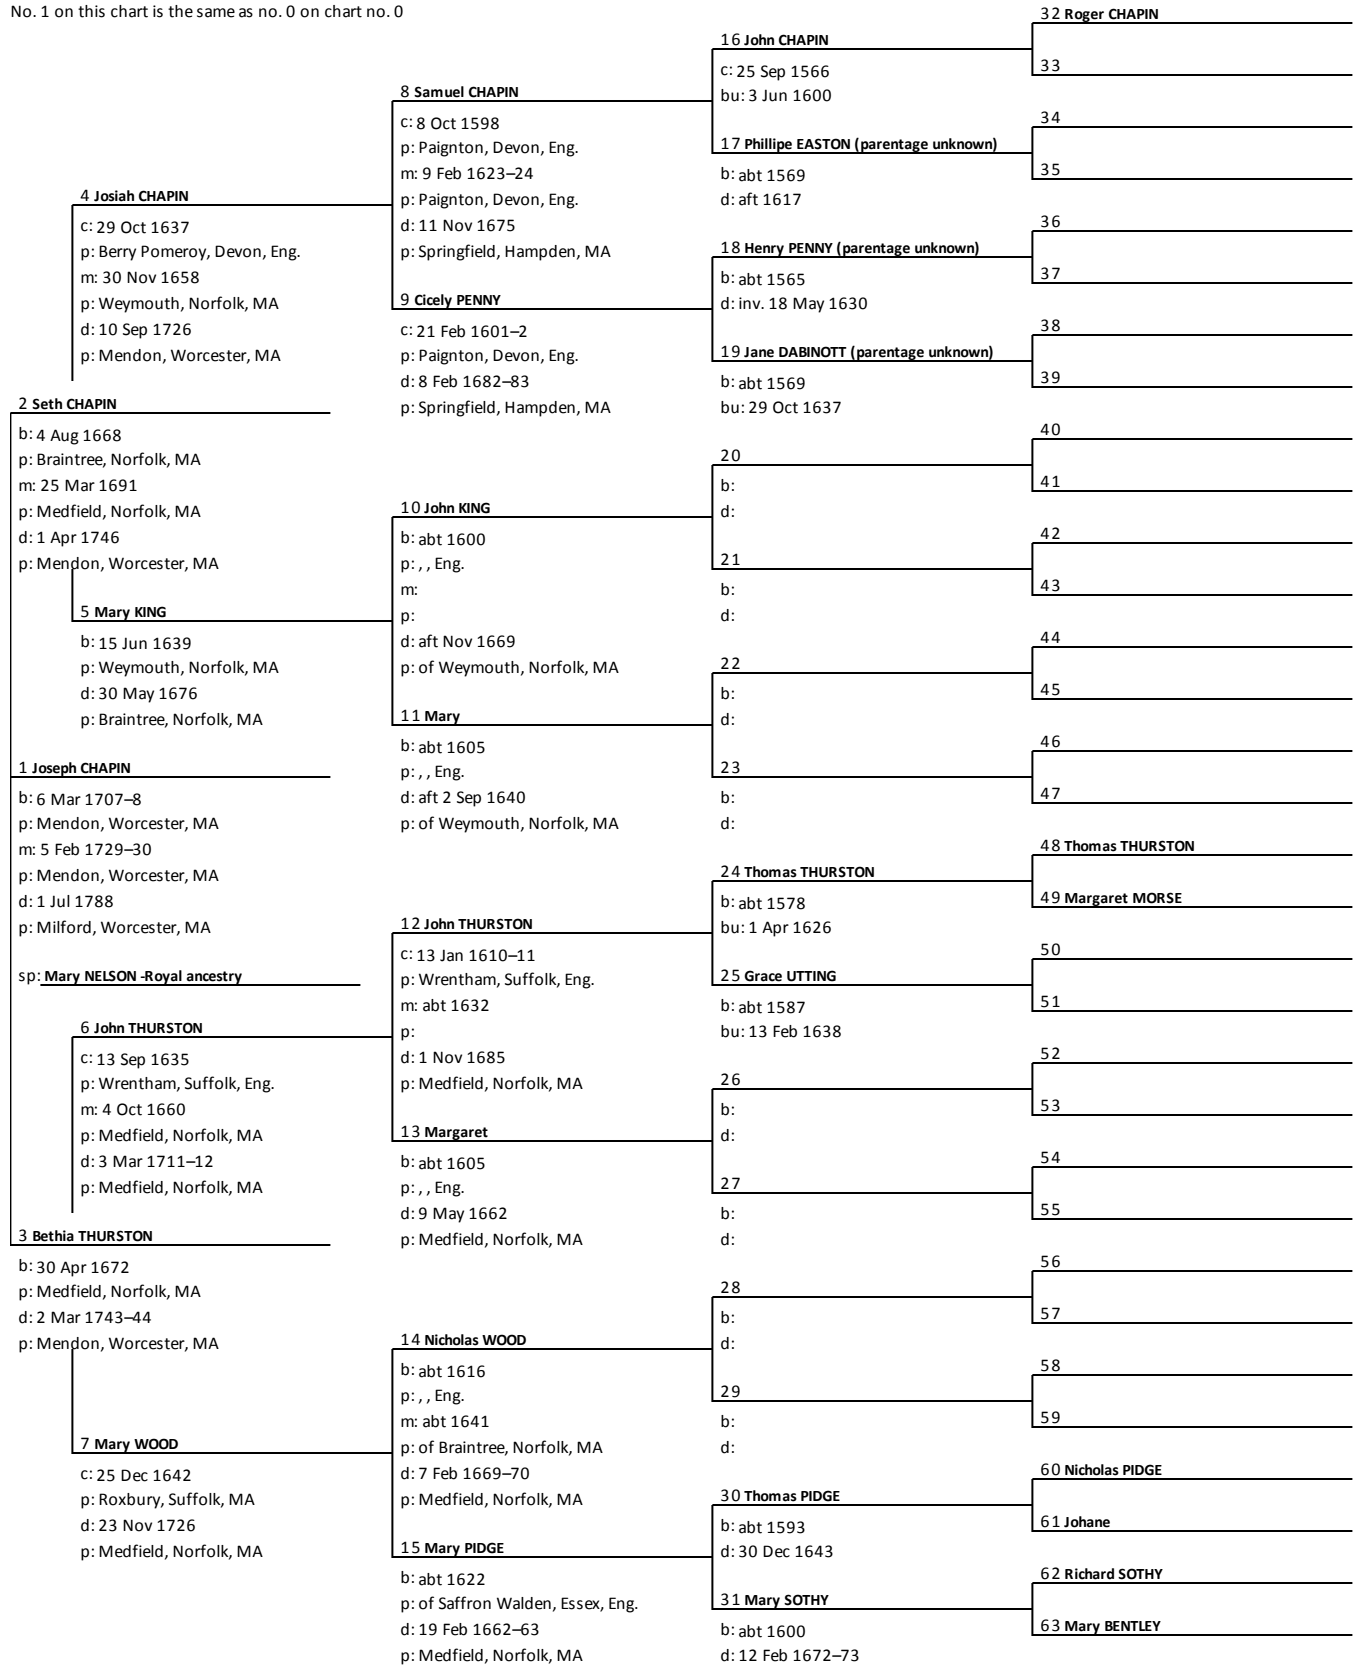 No. 1 on this chart is the same as no. 0 on chart no. 0
32 Roger CHAPIN
16 John CHAPIN
c: 25 Sep 1566
bu: 3 Jun 1600
33
8 Samuel CHAPIN
c: 8 Oct 1598
p: Paignton, Devon, Eng.
m: 9 Feb 1623–24
p: Paignton, Devon, Eng.
d: 11 Nov 1675
p: Springfield, Hampden, MA
34
17 Phillipe EASTON (parentage unknown)
b: abt 1569
d: aft 1617
35
4 Josiah CHAPIN
c: 29 Oct 1637
p: Berry Pomeroy, Devon, Eng.
m: 30 Nov 1658
p: Weymouth, Norfolk, MA
d: 10 Sep 1726
p: Mendon, Worcester, MA
36
18 Henry PENNY (parentage unknown)
b: abt 1565
d: inv. 18 May 1630
37
9 Cicely PENNY
c: 21 Feb 1601–2
p: Paignton, Devon, Eng.
d: 8 Feb 1682–83
p: Springfield, Hampden, MA
38
19 Jane DABINOTT (parentage unknown)
b: abt 1569
bu: 29 Oct 1637
39
2 Seth CHAPIN
b: 4 Aug 1668
p: Braintree, Norfolk, MA
m: 25 Mar 1691
p: Medfield, Norfolk, MA
d: 1 Apr 1746
p: Mendon, Worcester, MA
40
20
b:
d:
41
10 John KING
b: abt 1600
p: , , Eng.
m:
p:
d: aft Nov 1669
p: of Weymouth, Norfolk, MA
42
21
b:
d:
43
5 Mary KING
b: 15 Jun 1639
p: Weymouth, Norfolk, MA
d: 30 May 1676
p: Braintree, Norfolk, MA
44
22
b:
d:
45
11 Mary
b: abt 1605
p: , , Eng.
d: aft 2 Sep 1640
p: of Weymouth, Norfolk, MA
46
23
b:
d:
47
1 Joseph CHAPIN
b: 6 Mar 1707–8
p: Mendon, Worcester, MA
m: 5 Feb 1729–30
p: Mendon, Worcester, MA
d: 1 Jul 1788
p: Milford, Worcester, MA
sp: Mary NELSON -Royal ancestry
48 Thomas THURSTON
24 Thomas THURSTON
b: abt 1578
bu: 1 Apr 1626
49 Margaret MORSE
12 John THURSTON
c: 13 Jan 1610–11
p: Wrentham, Suffolk, Eng.
m: abt 1632
p:
d: 1 Nov 1685
p: Medfield, Norfolk, MA
50
25 Grace UTTING
b: abt 1587
bu: 13 Feb 1638
51
6 John THURSTON
c: 13 Sep 1635
p: Wrentham, Suffolk, Eng.
m: 4 Oct 1660
p: Medfield, Norfolk, MA
d: 3 Mar 1711–12
p: Medfield, Norfolk, MA
52
26
b:
d:
53
13 Margaret
b: abt 1605
p: , , Eng.
d: 9 May 1662
p: Medfield, Norfolk, MA
54
27
b:
d:
55
3 Bethia THURSTON
b: 30 Apr 1672
p: Medfield, Norfolk, MA
d: 2 Mar 1743–44
p: Mendon, Worcester, MA
56
28
b:
d:
57
14 Nicholas WOOD
b: abt 1616
p: , , Eng.
m: abt 1641
p: of Braintree, Norfolk, MA
d: 7 Feb 1669–70
p: Medfield, Norfolk, MA
58
29
b:
d:
59
7 Mary WOOD
c: 25 Dec 1642
p: Roxbury, Suffolk, MA
d: 23 Nov 1726
p: Medfield, Norfolk, MA
60 Nicholas PIDGE
30 Thomas PIDGE
b: abt 1593
d: 30 Dec 1643
61 Johane
15 Mary PIDGE
b: abt 1622
p: of Saffron Walden, Essex, Eng.
d: 19 Feb 1662–63
p: Medfield, Norfolk, MA
62 Richard SOTHY
31 Mary SOTHY
b: abt 1600
d: 12 Feb 1672–73
63 Mary BENTLEY